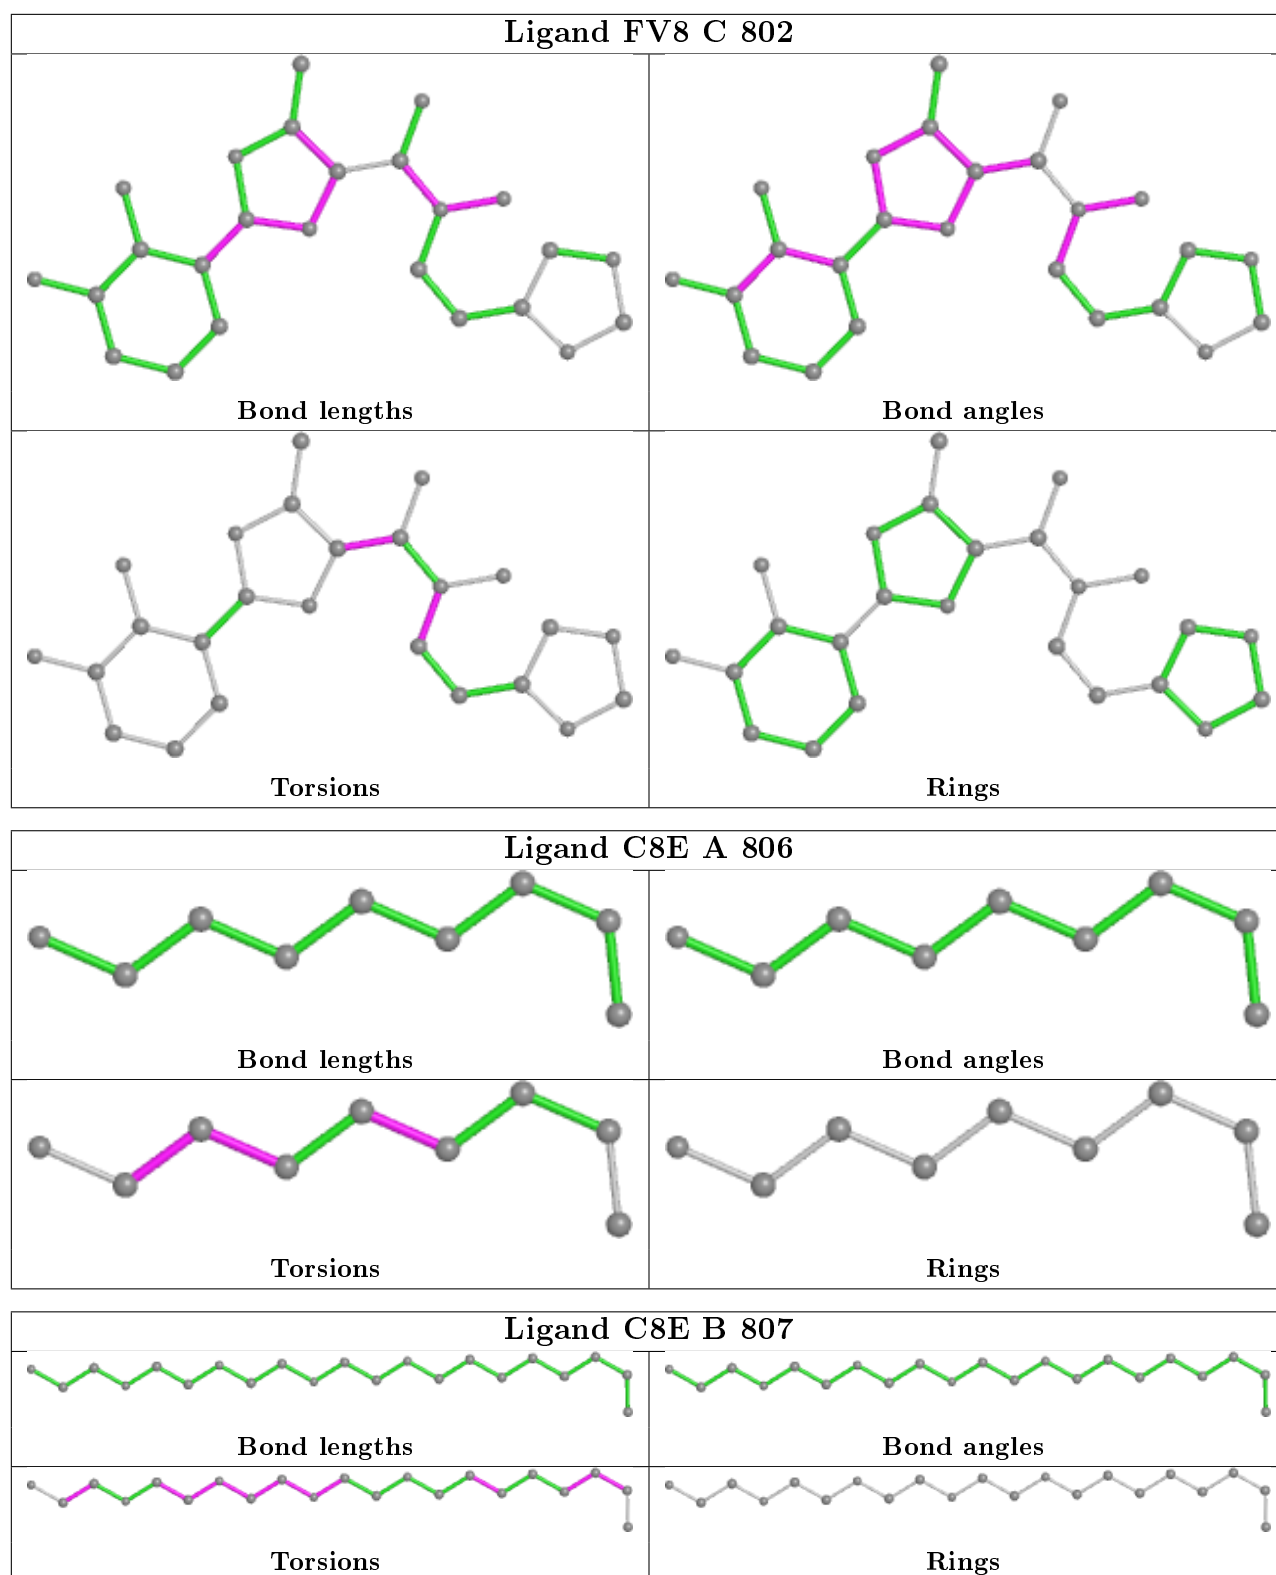 Ligand FV8 C 802
Bond lengths
Bond angles
Torsions
Rings
Ligand C8E A 806
Bond lengths
Bond angles
Torsions
Rings
Ligand C8E B 807
Bond lengths
Bond angles
Torsions
Rings